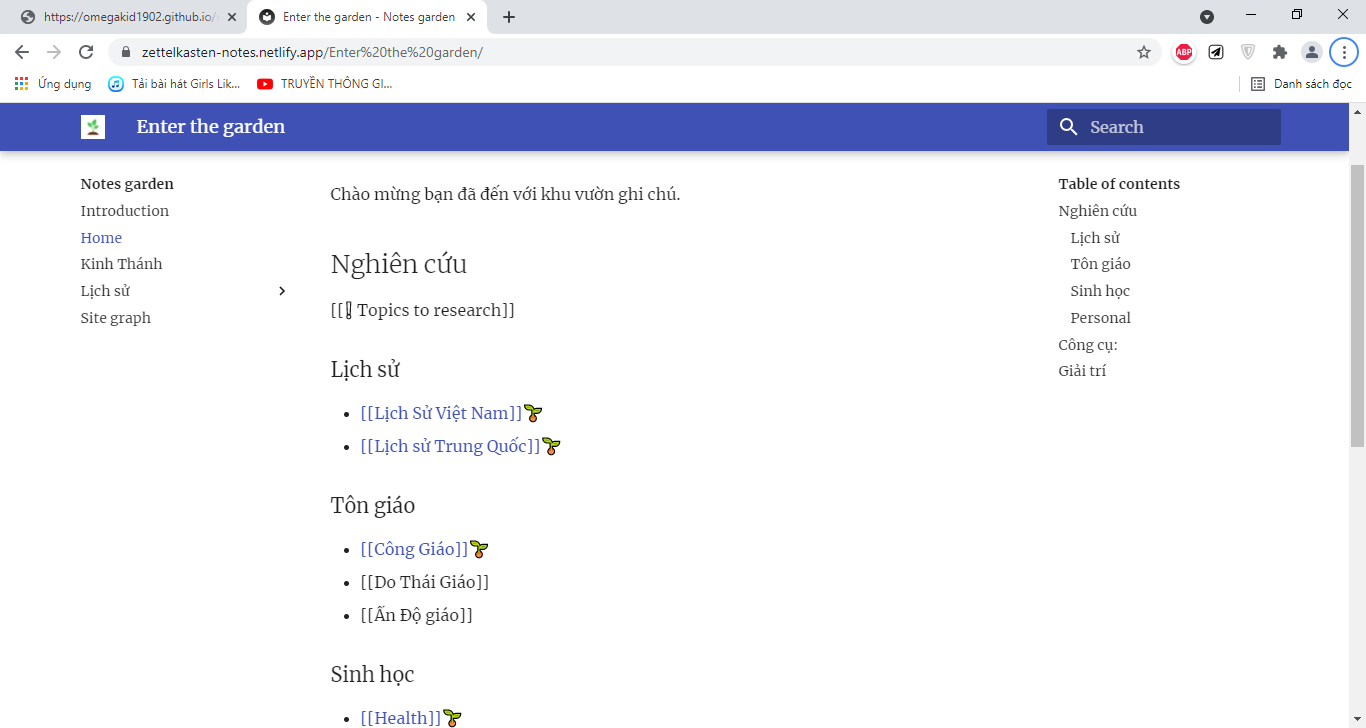 https://omegakid1902.github.io/
Enter the garden - Notes garden
zettelkasten-notes.netlify.app/Enter%20the%20garden/
ABP
Ứng dụng
Tải bài hát Girls Lik...
TRUYỀN THÔNG GI...
Danh sách đọc
Enter the garden
Search
Notes garden
Introduction
Home
Kinh Thánh
Lịch sử
Site graph
Chào mừng bạn đã đến với khu vườn ghi chú.
Nghiên cứu
[[❕ Topics to research]]
Lịch sử
[[Lịch Sử Việt Nam]]🌱
[[Lịch sử Trung Quốc]]🌱
Tôn giáo
[[Công Giáo]]🌱
[[Do Thái Giáo]]
[[Ấn Độ giáo]]
Sinh học
[[Health]]🌱
Table of contents
Nghiên cứu
Lịch sử
Tôn giáo
Sinh học
Personal
Công cụ:
Giải trí